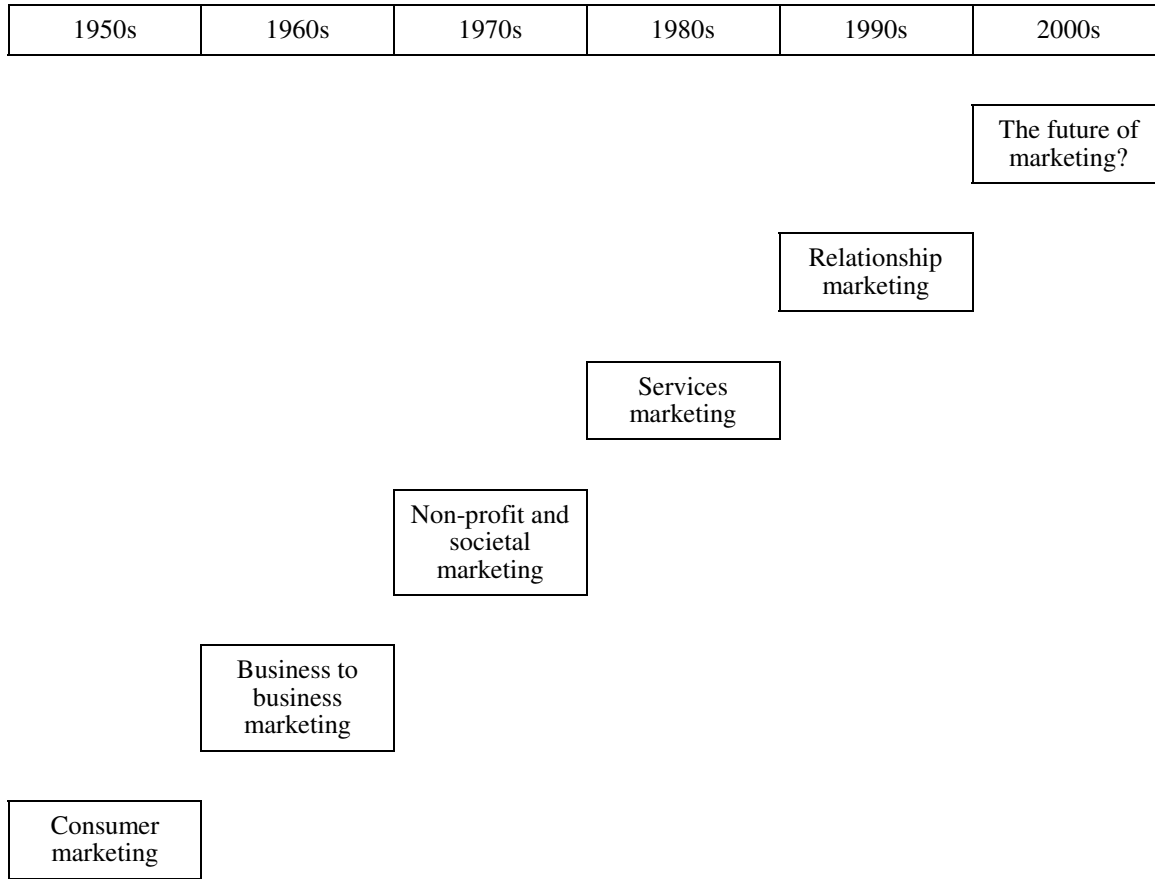 1950s 1960s 1970s 1980s 1990s 2000s
The future of
marketing?
Relationship
marketing
Services
marketing
Non-profit and
societal
marketing
Business to
business
marketing
Consumer
marketing